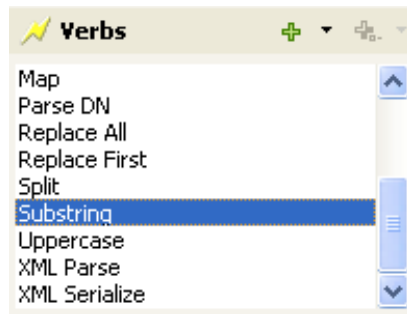 Verbs
Map
Parse DN
Replace All
Replace First
Split
Substring
Uppercase
XML Parse
XML Serialize